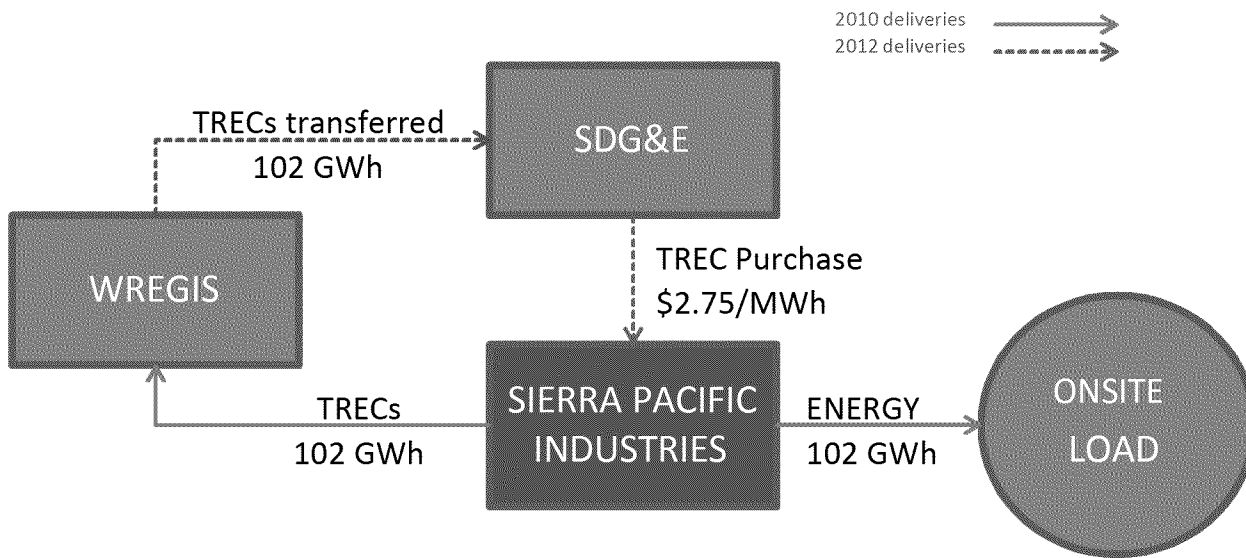 2010 deliveries
2012 deliveries
TRECs transferred
102 GWh
SDG&E
WREGIS
TREC Purchase
$2.75/MWh
TRECs
102 GWh
SIERRA PACIFIC
INDUSTRIES
ENERGY
102 GWh
ONSITE
LOAD